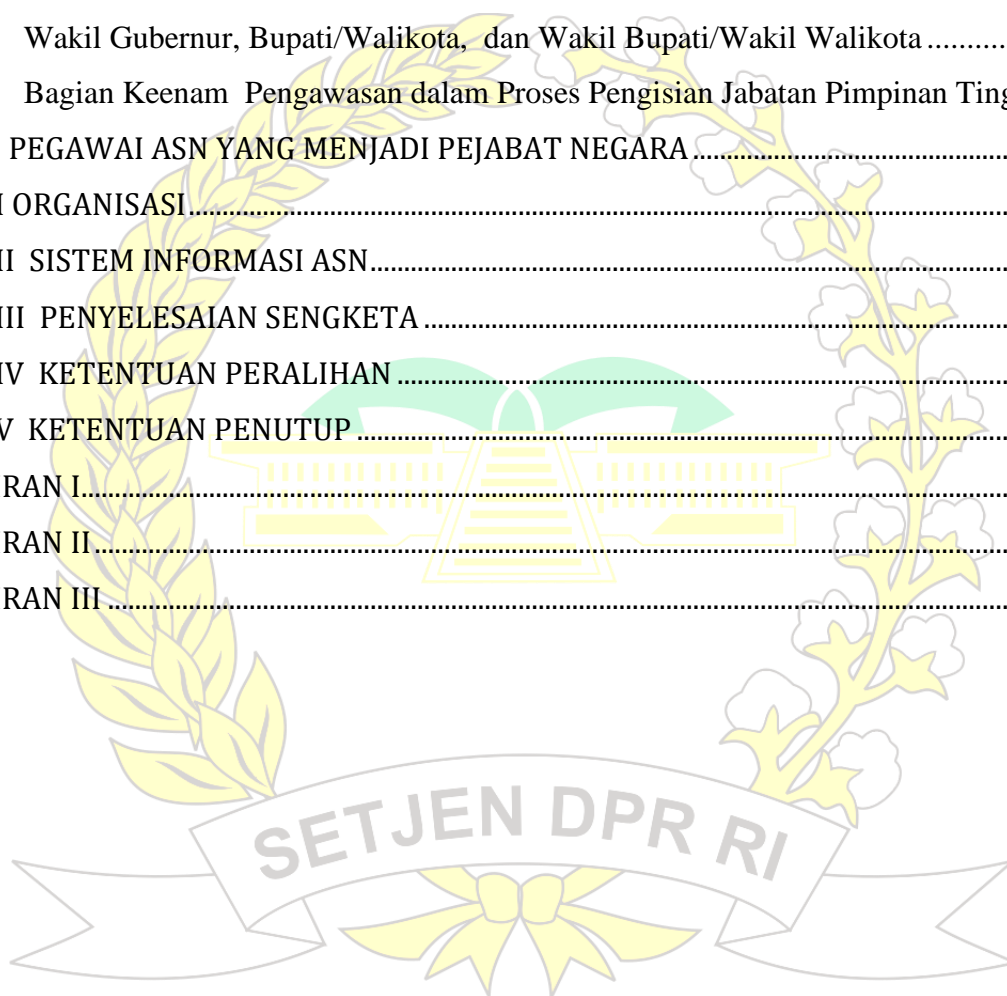 Wakil Gubernur, Bupati/Walikota, dan Wakil Bupati/Wakil Walikota ...........
Bagian Keenam Pengawasan dalam Proses Pengisian Jabatan Pimpinan Ting
PEGAWAI ASN YANG MENJADI PEJABAT NEGARA ...........
I ORGANISASI...........
II SISTEM INFORMASI ASN...........
III PENYELESAIAN SENGKETA ...........
IV KETENTUAN PERALIHAN ...........
V KETENTUAN PENUTUP ...........
RAN I...........
RAN II...........
RAN III ...........
SETJEN DPR RI